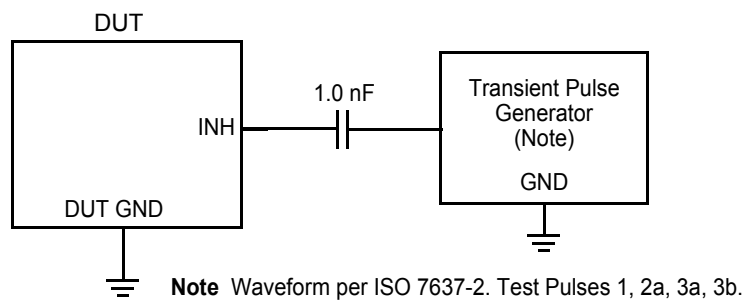 DUT
1.0 nF
INH
DUT GND
Transient Pulse
Generator
(Note)
GND
Note Waveform per ISO 7637-2. Test Pulses 1, 2a, 3a, 3b.